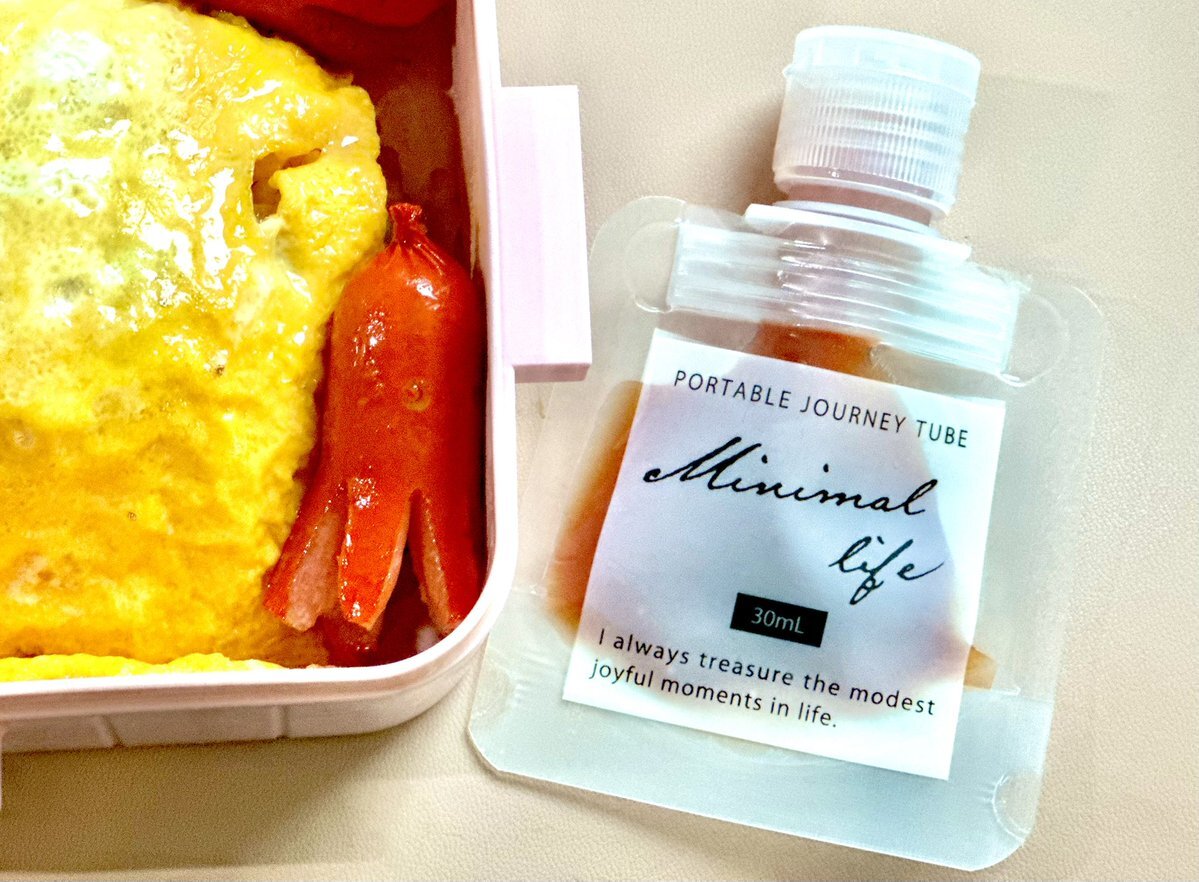 PORTABLE JOURNEY TUBE
Minimal
life
30mL
I always treasure the modest
joyful moments in life.